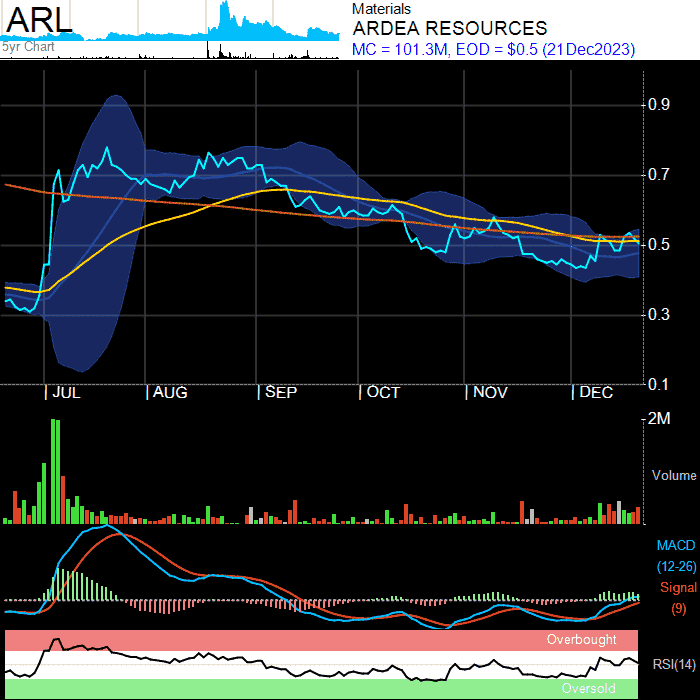 ARL
5yr Chart
Materials
ARDEA RESOURCES
MC = 101.3M, EOD = $0.5 (21Dec2023)
0.9
0.7
0.5
0.3
0.1
| JUL | AUG | SEP | OCT | NOV | DEC
2M
Volume
MACD
(12-26)
Signal
(9)
Overbought
RSI(14)
Oversold